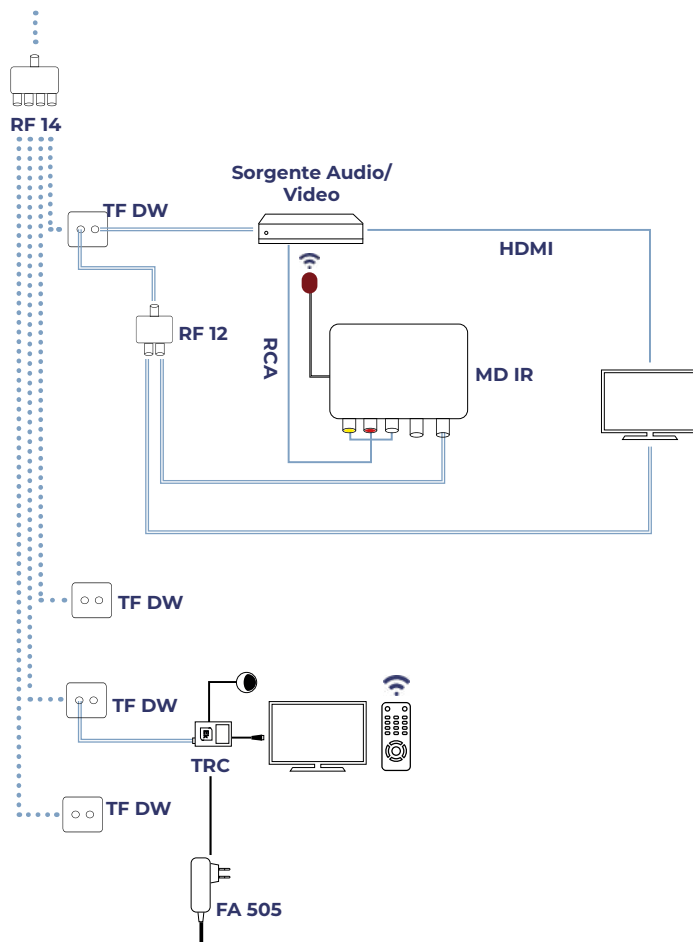 RF 14
Sorgente Audio/
Video
TF DW
HDMI
RF 12
RCA
MD IR
TF DW
TF DW
TRC
TF DW
FA 505